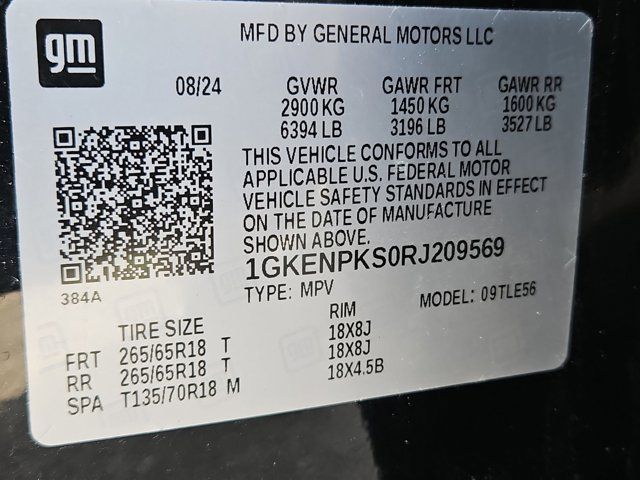 gm
MFD BY GENERAL MOTORS LLC
08/24 GVWR GAWR FRT GAWR RR
2900 KG 1450 KG 1600 KG
6394 LB 3196 LB 3527 LB
THIS VEHICLE CONFORMS TO ALL
APPLICABLE U.S. FEDERAL MOTOR
VEHICLE SAFETY STANDARDS IN EFFECT
ON THE DATE OF MANUFACTURE
SHOWN ABOVE.
1GKENPKS0RJ209569
384A
TYPE: MPV MODEL: 09TLE56
TIRE SIZE RIM
FRT 265/65R18 T 18X8J
RR 265/65R18 T 18X8J
SPA T135/70R18 M 18X4.5B